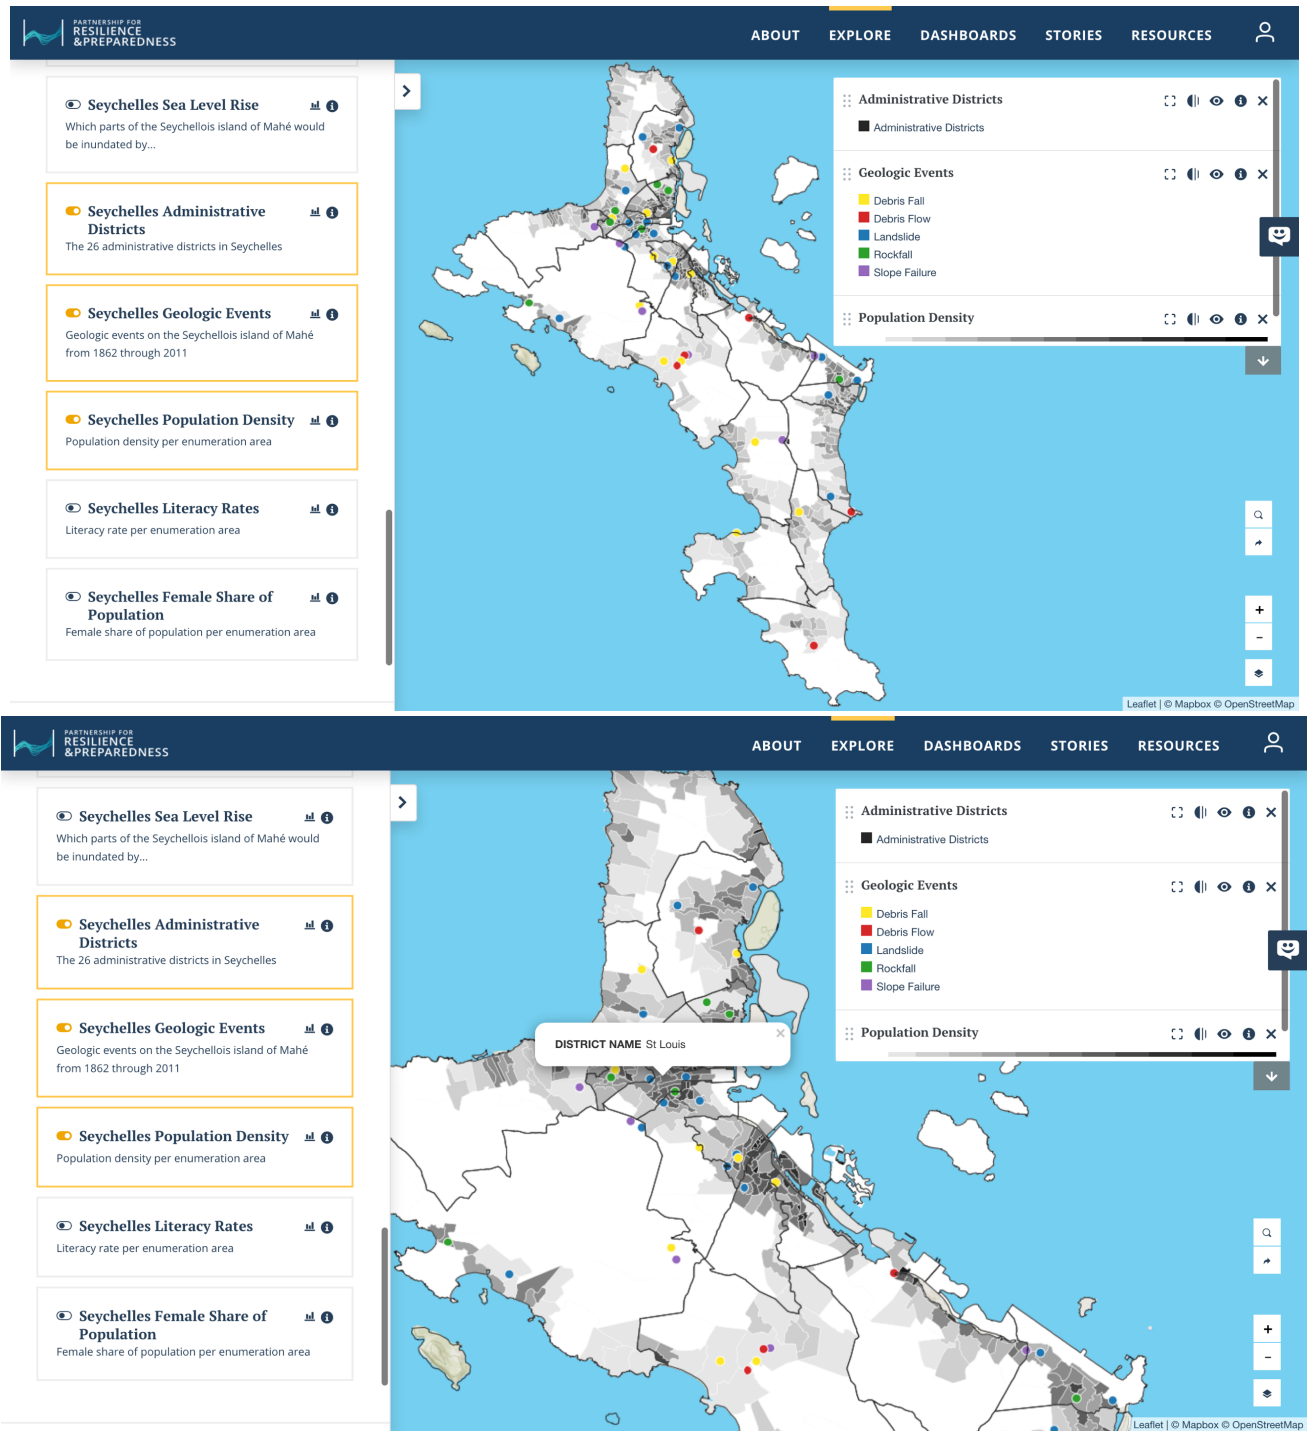 PARTNERSHIP FOR
RESILIENCE
&PREPAREDNESS
ABOUT EXPLORE DASHBOARDS STORIES RESOURCES
Seychelles Sea Level Rise
Which parts of the Seychellois island of Mahé would
be inundated by...
Seychelles Administrative
Districts
The 26 administrative districts in Seychelles
Seychelles Geologic Events
Geologic events on the Seychellois island of Mahé
from 1862 through 2011
Seychelles Population Density
Population density per enumeration area
Seychelles Literacy Rates
Literacy rate per enumeration area
Seychelles Female Share of
Population
Female share of population per enumeration area
Administrative Districts
Administrative Districts
Geologic Events
Debris Fall
Debris Flow
Landslide
Rockfall
Slope Failure
Population Density
+
−
Leaflet | © Mapbox © OpenStreetMap
PARTNERSHIP FOR
RESILIENCE
&PREPAREDNESS
ABOUT EXPLORE DASHBOARDS STORIES RESOURCES
Seychelles Sea Level Rise
Which parts of the Seychellois island of Mahé would
be inundated by...
Seychelles Administrative
Districts
The 26 administrative districts in Seychelles
Seychelles Geologic Events
Geologic events on the Seychellois island of Mahé
from 1862 through 2011
Seychelles Population Density
Population density per enumeration area
Seychelles Literacy Rates
Literacy rate per enumeration area
Seychelles Female Share of
Population
Female share of population per enumeration area
DISTRICT NAME St Louis
×
Administrative Districts
Administrative Districts
Geologic Events
Debris Fall
Debris Flow
Landslide
Rockfall
Slope Failure
Population Density
+
−
Leaflet | © Mapbox © OpenStreetMap